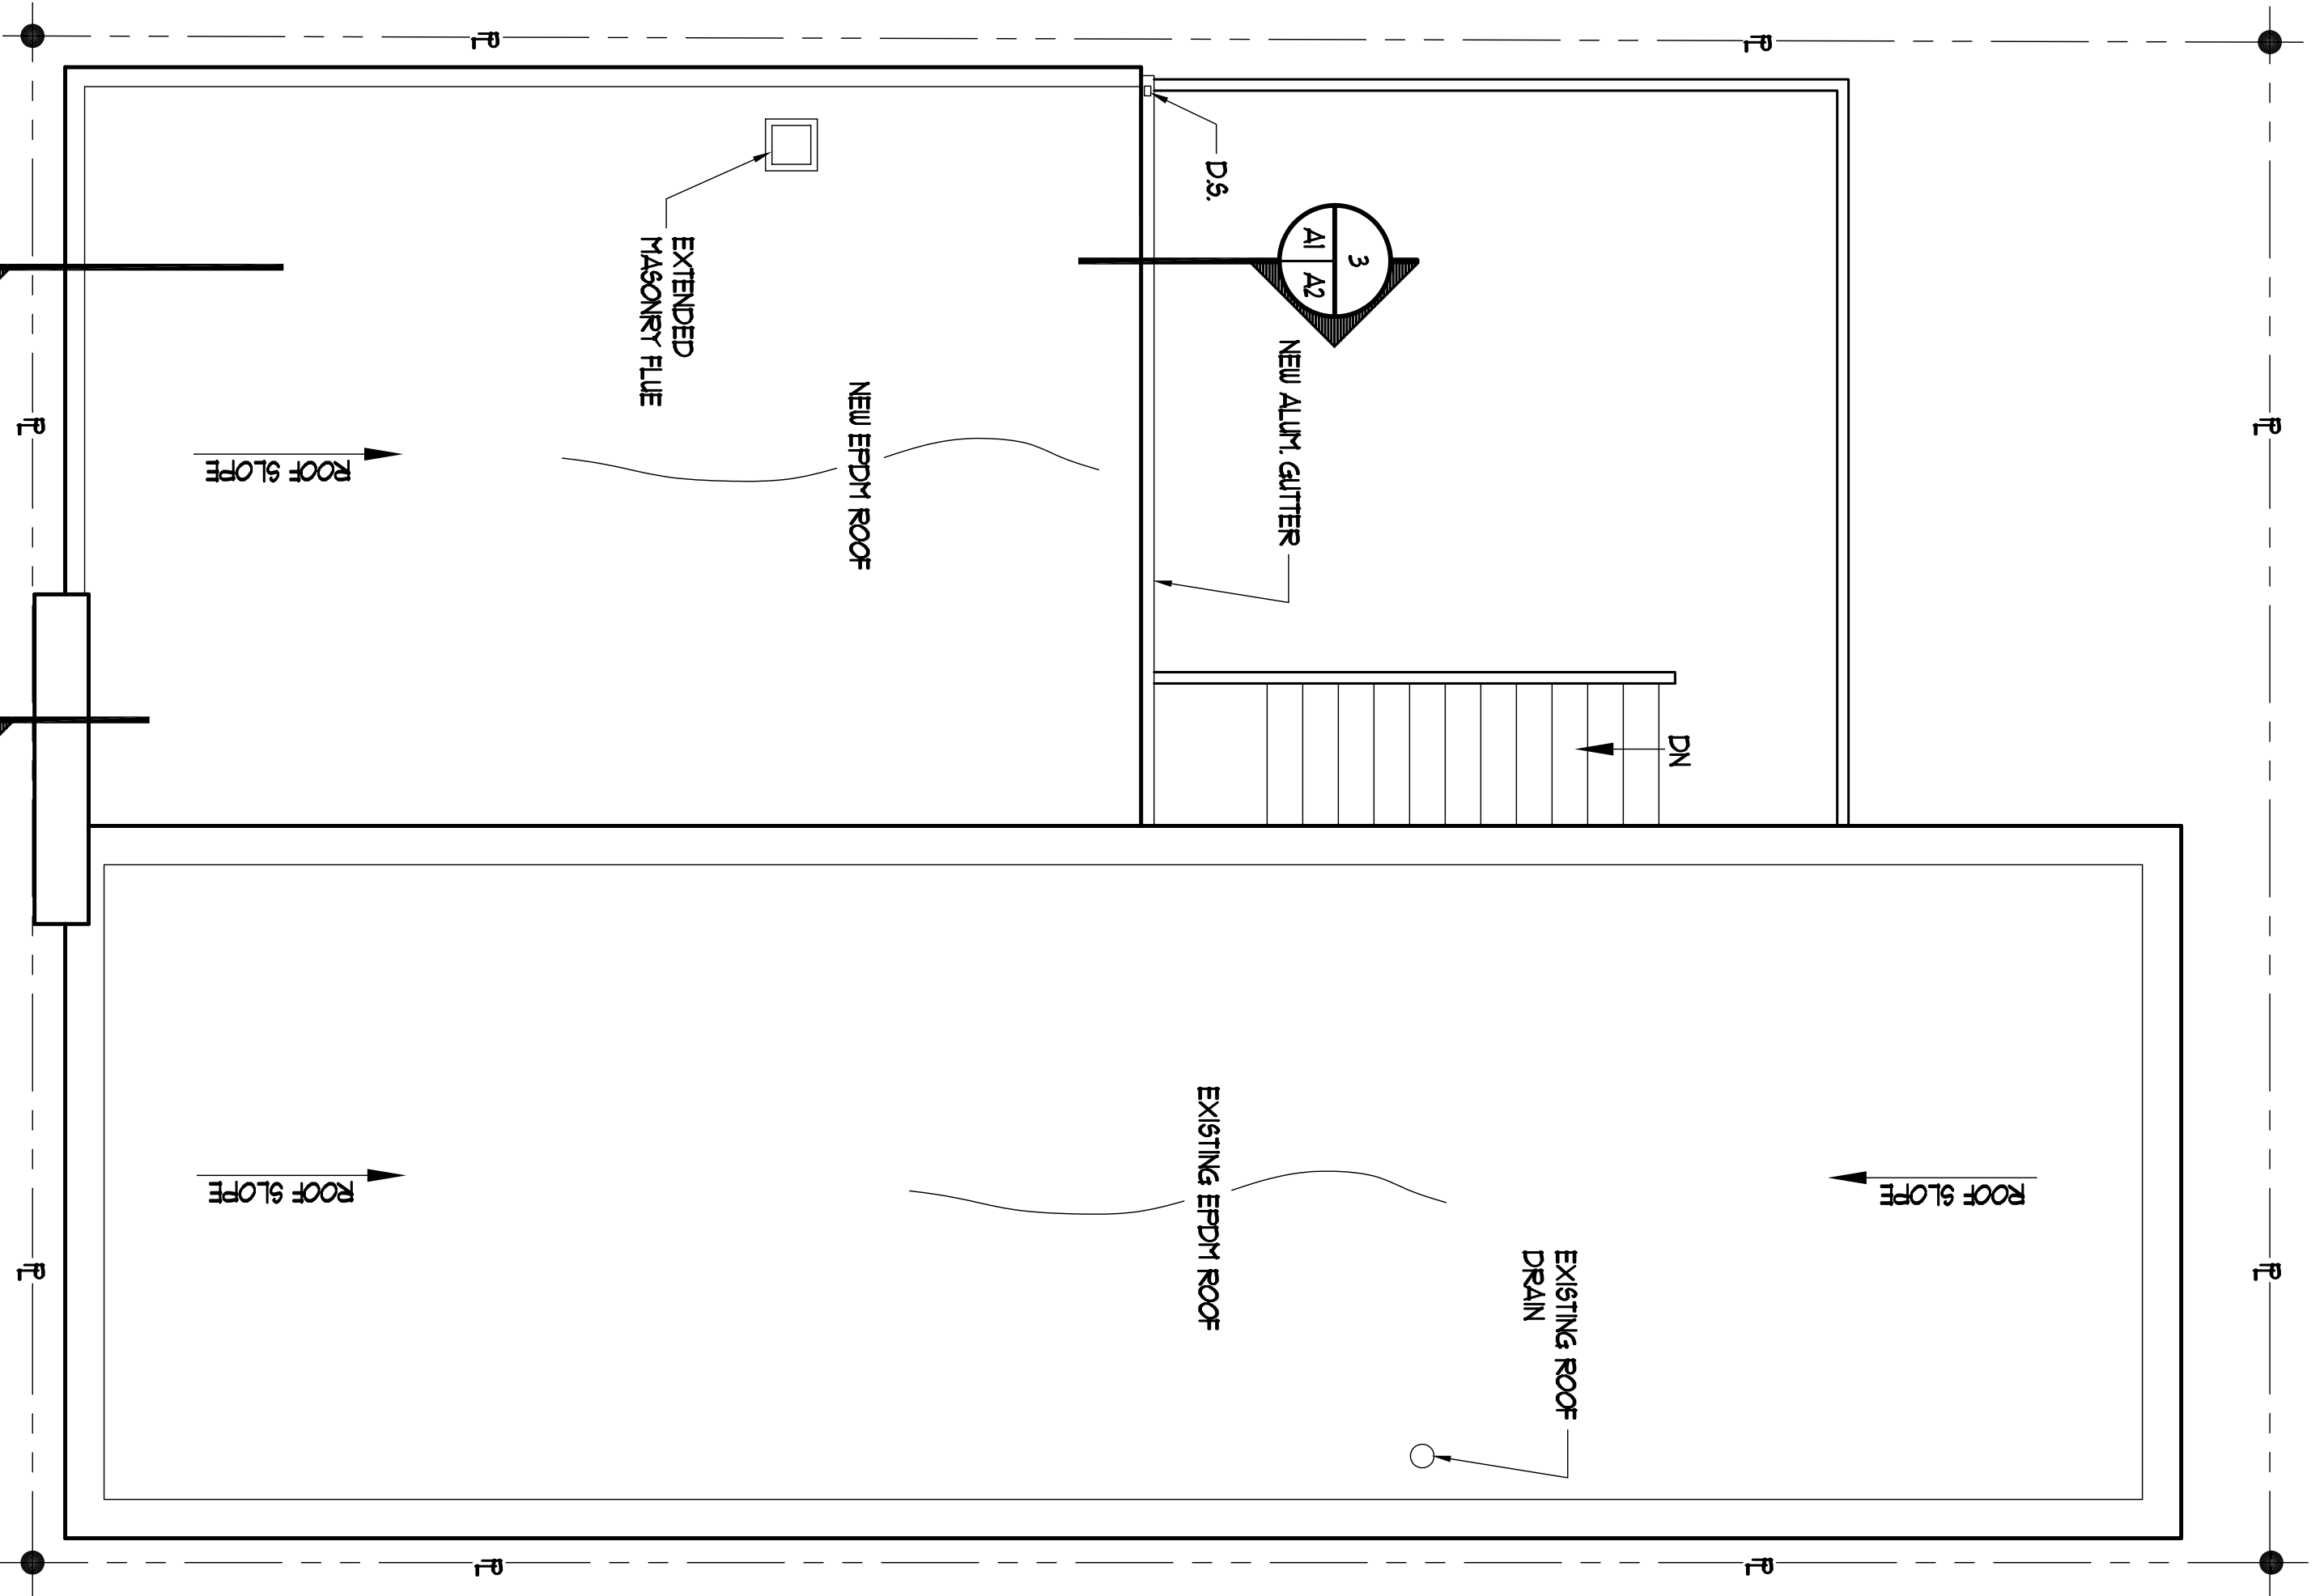 PL
PL
D.S.
3
A1
A2
EXTENDED
MASONRY FLUE
NEW ALUM. GUTTER
NEW EPDM ROOF
PL
PL
ROOF SLOPE
DN
EXISTING EPDM ROOF
ROOF SLOPE
ROOF SLOPE
EXISTING ROOF
DRAIN
PL
PL
PL
PL